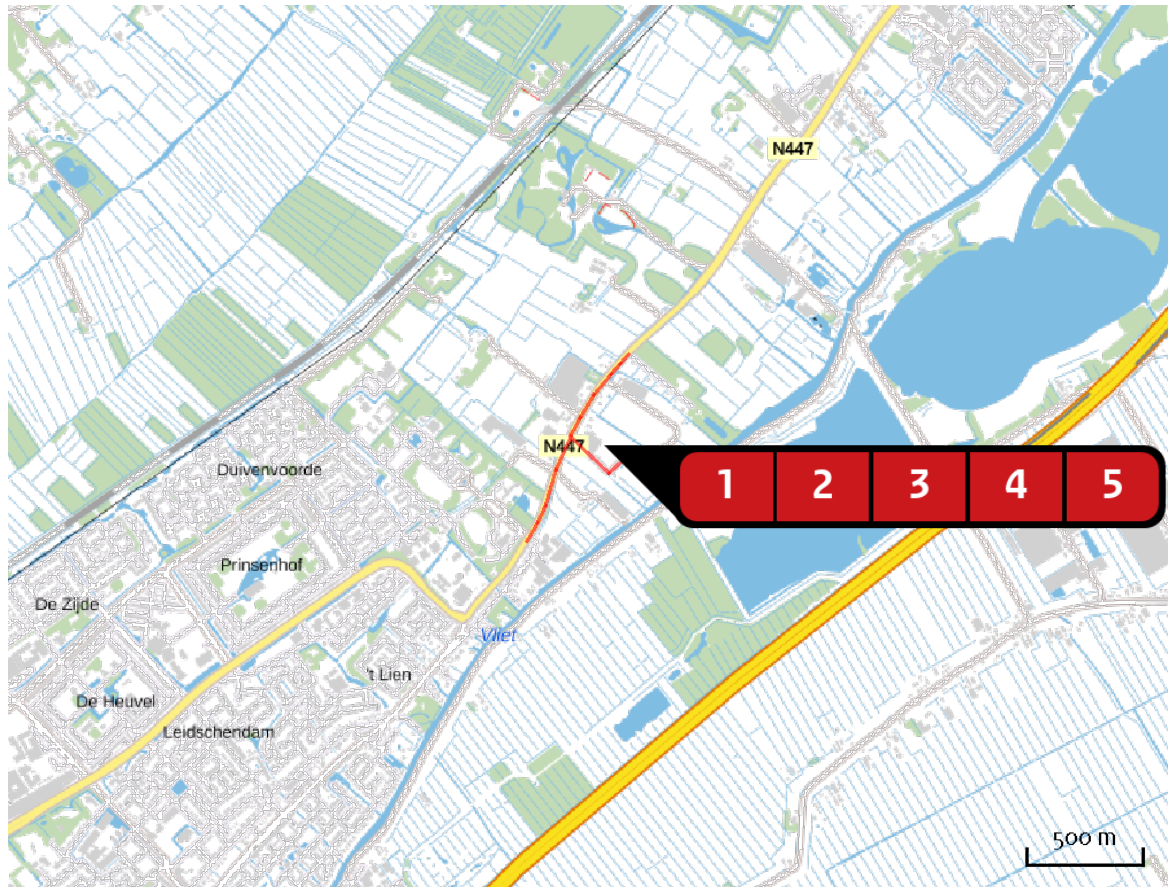 N447
N447
Duivenvoorde
1 2 3 4 5
Prinsenhof
De Zijde
Vliet
't Lien
De Heuvel
Leidschendam
500 m